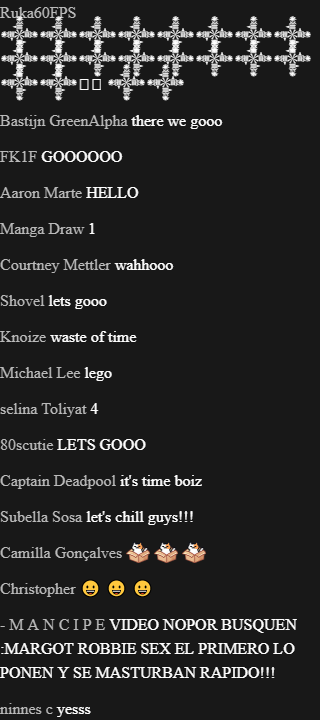 Ruka60FPS
Bastijn GreenAlpha there we gooo
FK1F GOOOOOO
Aaron Marte HELLO
Manga Draw 1
Courtney Mettler wahhooo
Shovel lets gooo
Knoize waste of time
Michael Lee lego
selina Toliyat 4
80scutie LETS GOOO
Captain Deadpool it's time boiz
Subella Sosa let's chill guys!!!
Camilla Gonçalves
Christopher 😀 😀 😀
- M A N C I P E VIDEO NOPOR BUSQUEN
:MARGOT ROBBIE SEX EL PRIMERO LO
PONEN Y SE MASTURBAN RAPIDO!!!
ninnes c yesss